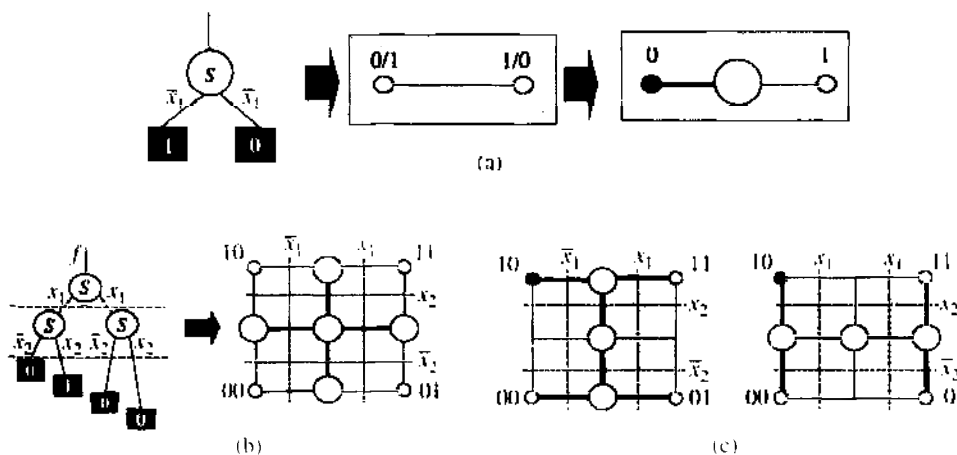 S
x̄₁ x̄₁
1 0
0/1 1/0
0 1
(a)
f
S
x₁ x₁
S S
x̄₂ x₂ x̄₂ x₂
0 1 0 0
10 x̄₁ x₁ 11
x₂
x̄₂
00 01
(b)
10 x̄₁ x₁ 11
x₂
x̄₂
00 01
10 x₁ x₁ 11
x₂
x̄₂
00 0
(c)